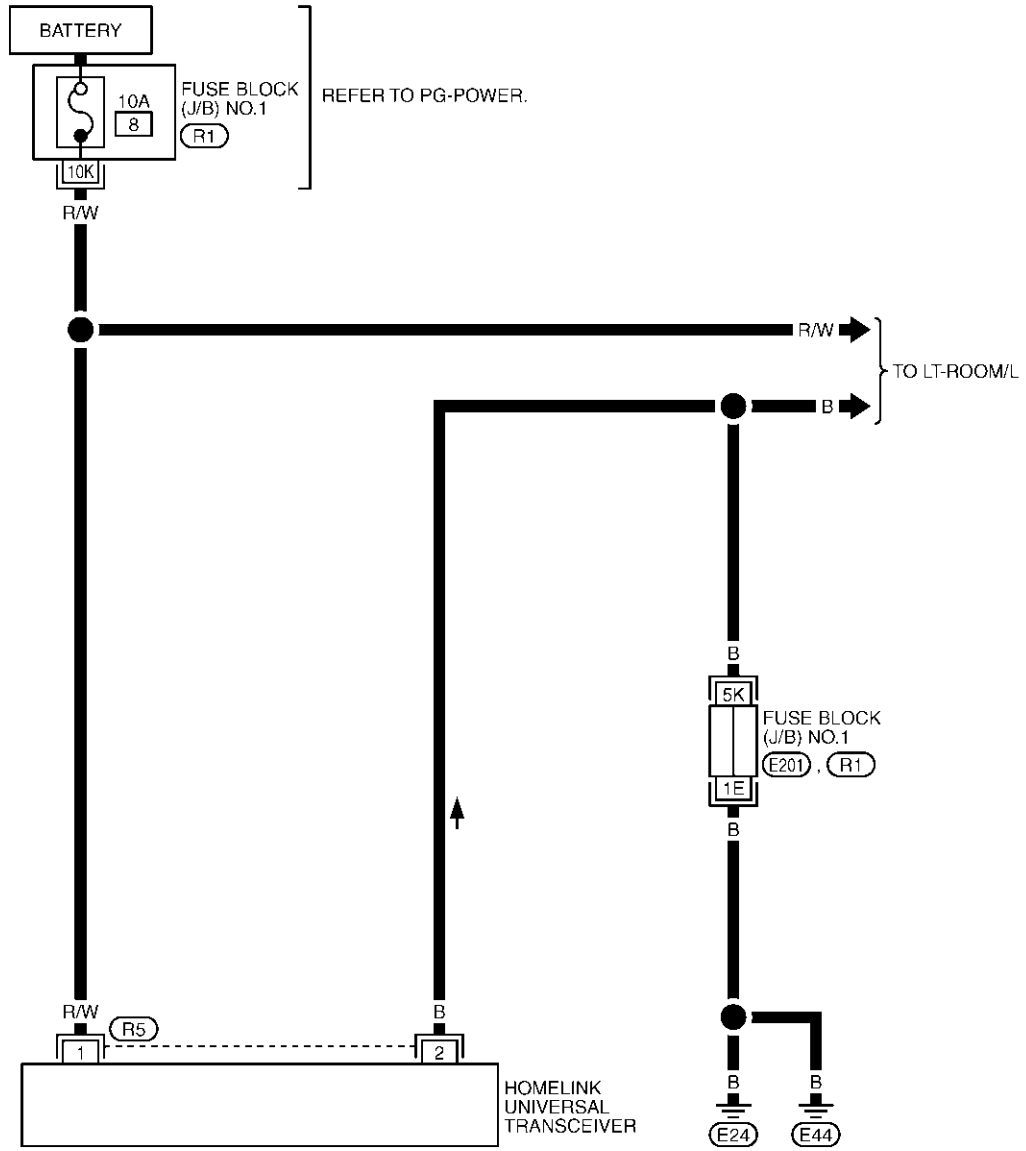 BATTERY
FUSE BLOCK
(J/B) NO.1
R1
10A
8
REFER TO PG-POWER.
10K
R/W
R/W
TO LT-ROOM/L
B
B
5K
FUSE BLOCK
(J/B) NO.1
E201 , R1
1E
B
R/W
R5
B
1
2
HOMELINK
UNIVERSAL
TRANSCEIVER
B
B
E24
E44